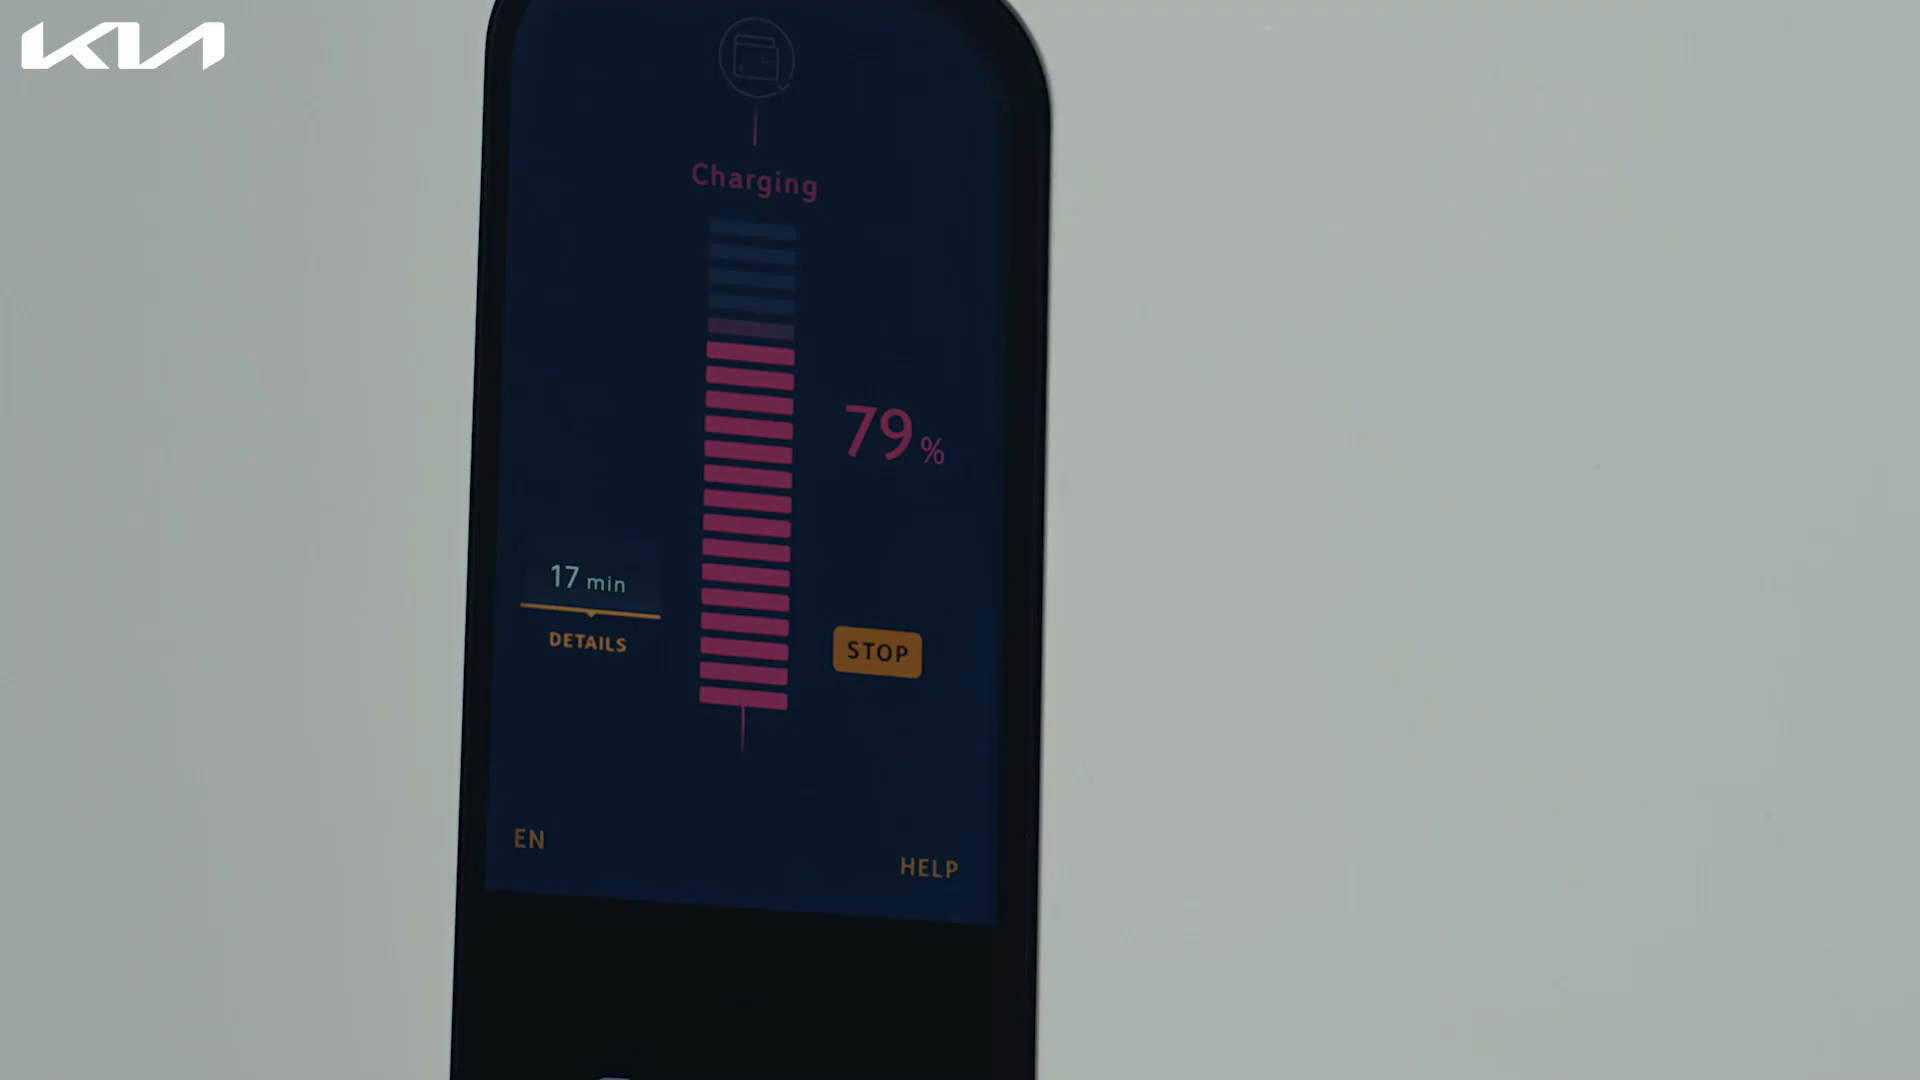 KIA
Charging
79 %
17 min
DETAILS
STOP
EN
HELP